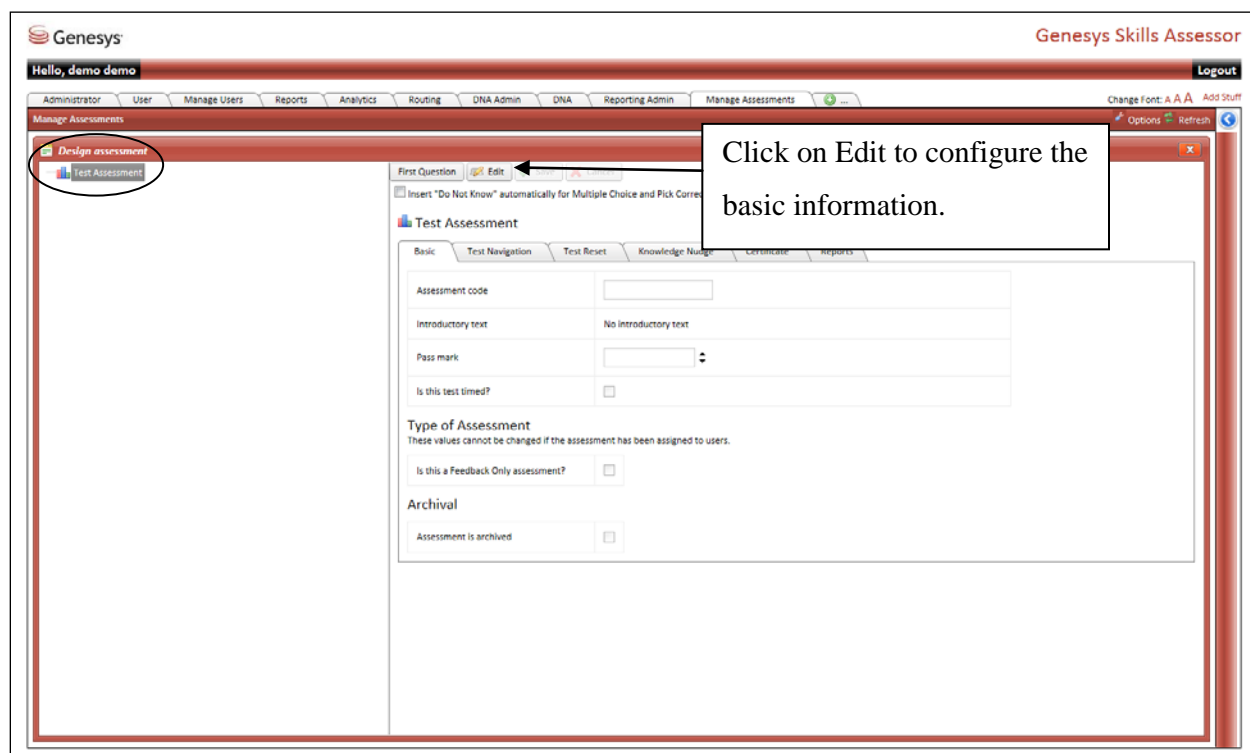 Genesys
Genesys Skills Assessor
Hello, demo demo
Logout
Administrator User Manage Users Reports Analytics Routing DNA Admin DNA Reporting Admin Manage Assessments ...
Change Font: A A A Add Stuff
Manage Assessments
Options Refresh
Design assessment
Test Assessment
First Question Edit Save Cancel
Insert "Do Not Know" automatically for Multiple Choice and Pick Correc
Click on Edit to configure the
basic information.
Test Assessment
Basic Test Navigation Test Reset Knowledge Nudge Certificate Reports
Assessment code
Introductory text No introductory text
Pass mark
Is this test timed?
Type of Assessment
These values cannot be changed if the assessment has been assigned to users.
Is this a Feedback Only assessment?
Archival
Assessment is archived